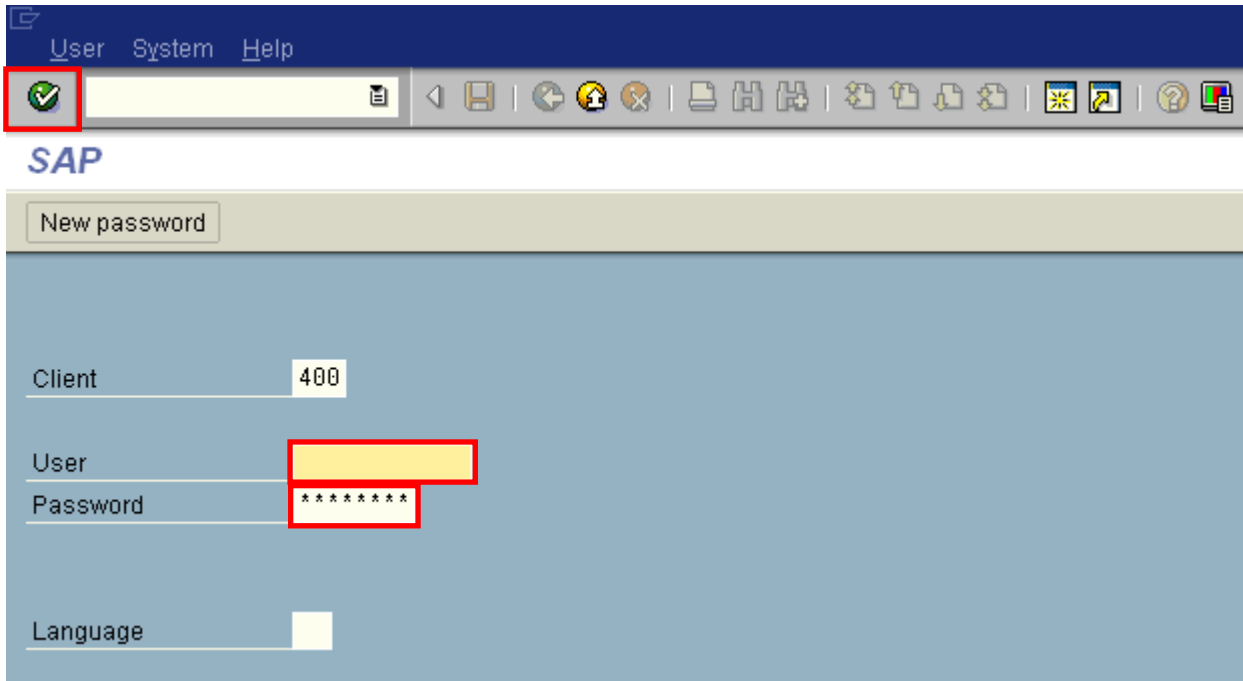 User System Help
SAP
New password
Client 400
User
Password ********
Language